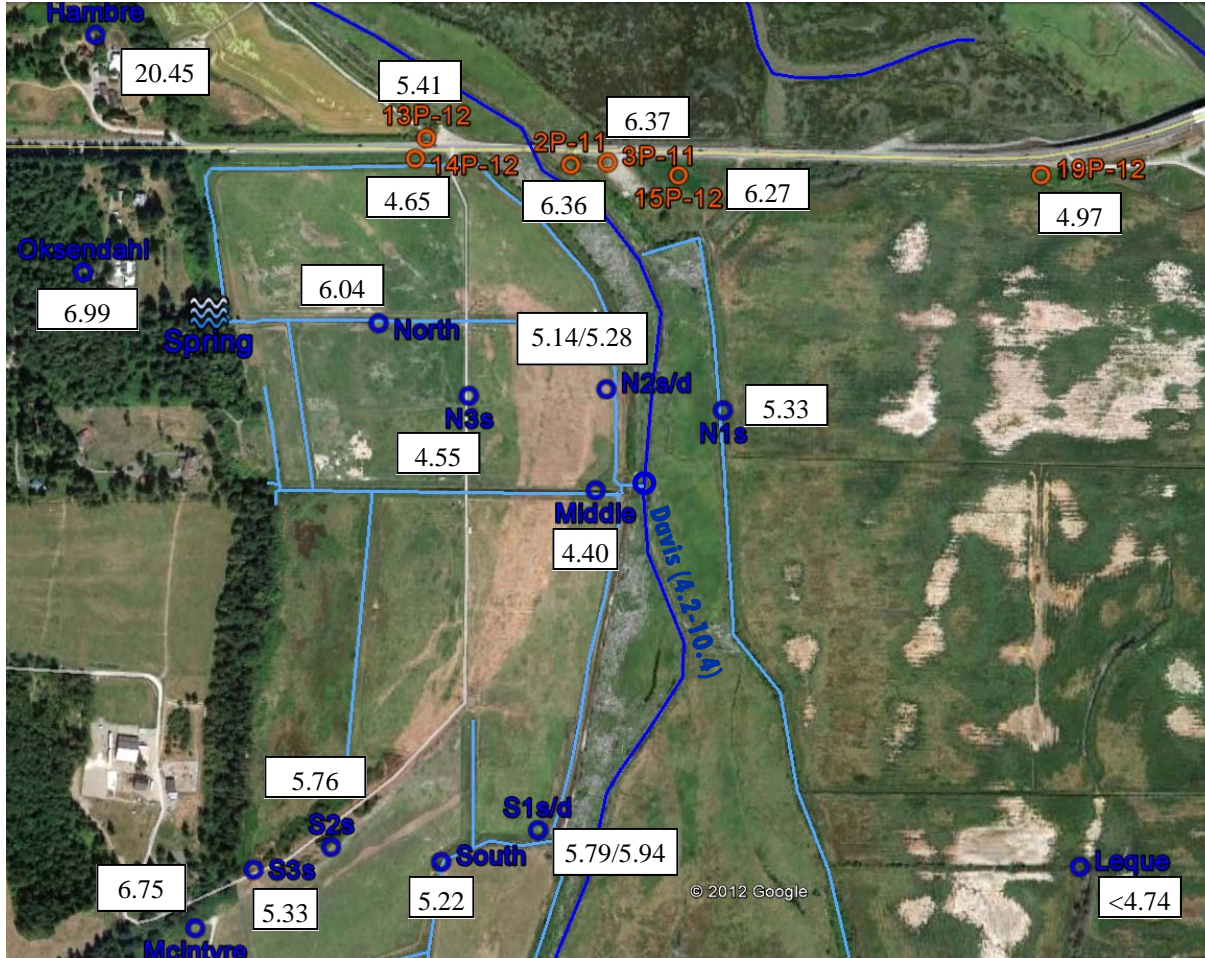 Hambre
20.45
5.41
13P-12
6.37
2P-11
3P-11
14P-12
15P-12
19P-12
4.65
6.36
6.27
4.97
Oksendahl
6.99
6.04
Spring
North
5.14/5.28
N2s/d
N3s
N1s
5.33
4.55
Middle
4.40
Davis (4.2-10.4)
5.76
S2s
S1s/d
5.79/5.94
South
S3s
6.75
5.33
5.22
© 2012 Google
Leque
<4.74
McIntyre